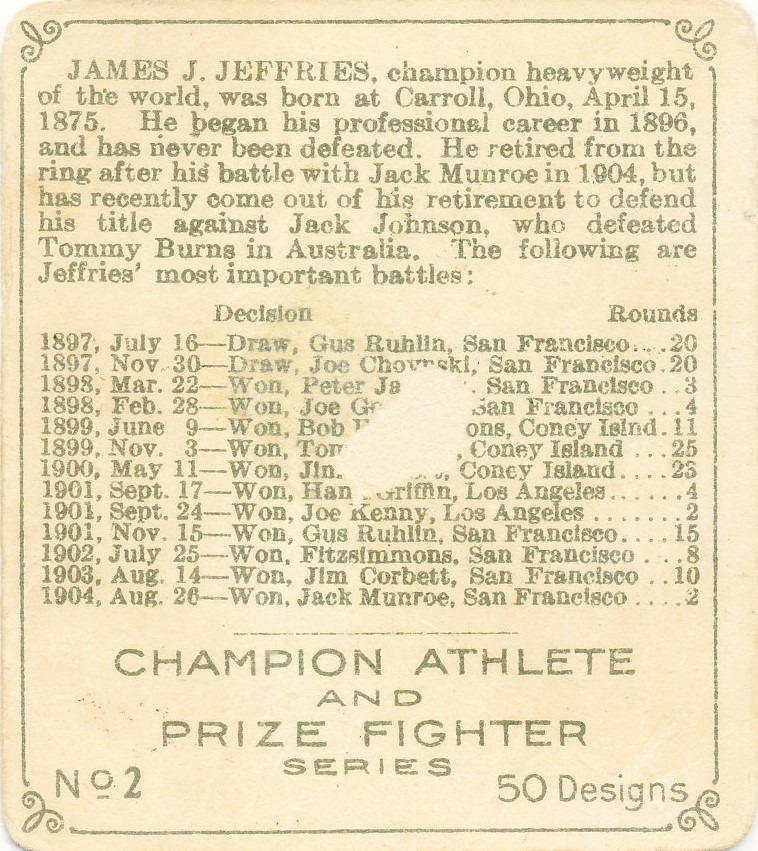 JAMES J. JEFFRIES, champion heavyweight
of the world, was born at Carroll, Ohio, April 15,
1875. He began his professional career in 1896,
and has never been defeated. He retired from the
ring after his battle with Jack Munroe in 1904, but
has recently come out of his retirement to defend
his title against Jack Johnson, who defeated
Tommy Burns in Australia. The following are
Jeffries' most important battles:
Decision Rounds
1897, July 16—Draw, Gus Ruhlin, San Francisco...20
1897, Nov. 30—Draw, Joe San Francisco.20
1898, Mar. 22—Won, Peter San Francisco ..3
1898, Feb. 28—Won, Joe San Francisco ...4
1899, June 9—Won, Bob Coney Islnd.11
1899, Nov. 3—Won, Coney Island ...25
1900, May 11—Won, Coney Island....23
1901, Sept. 17—Won, Griffin, Los Angeles......4
1901, Sept. 24—Won, Joe Kenny, Los Angeles .......2
1901, Nov. 15—Won, Gus Ruhlin, San Francisco....15
1902, July 25—Won, Fitzsimmons, San Francisco ...8
1903, Aug. 14—Won, Jim Corbett, San Francisco ..10
1904, Aug. 26—Won, Jack Munroe, San Francisco ....2
CHAMPION ATHLETE
AND
PRIZE FIGHTER
SERIES
No 2 50 Designs